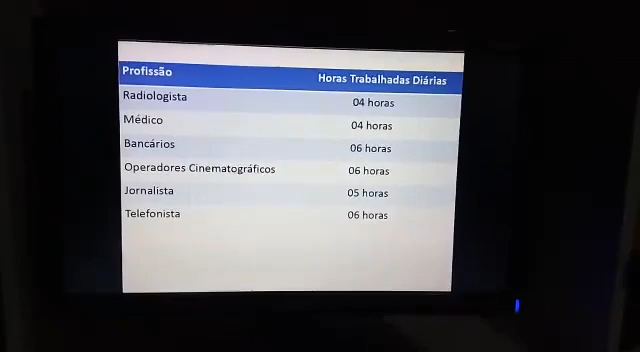 Profissão Horas Trabalhadas Diárias
Radiologista 04 horas
Médico 04 horas
Bancários 06 horas
Operadores Cinematográficos 06 horas
Jornalista 05 horas
Telefonista 06 horas